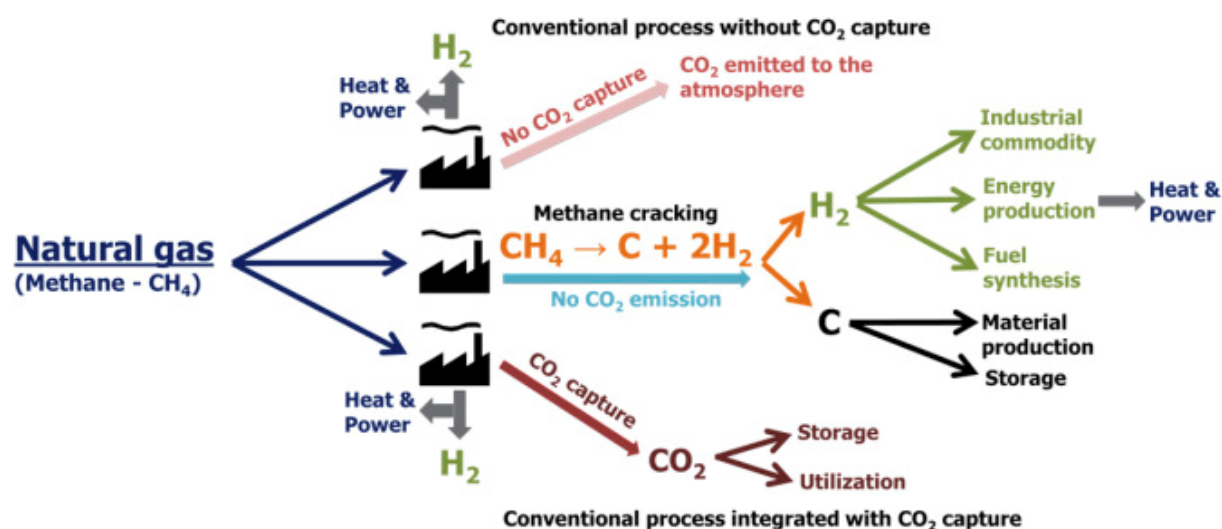 Conventional process without CO₂ capture
H₂
Heat &
Power
No CO₂ capture
CO₂ emitted to the
atmosphere
Natural gas
(Methane - CH₄)
Methane cracking
CH₄ → C + 2H₂
No CO₂ emission
H₂
Industrial
commodity
Energy
production
Heat &
Power
Fuel
synthesis
C
Material
production
Storage
Heat &
Power
H₂
CO₂ capture
CO₂
Storage
Utilization
Conventional process integrated with CO₂ capture